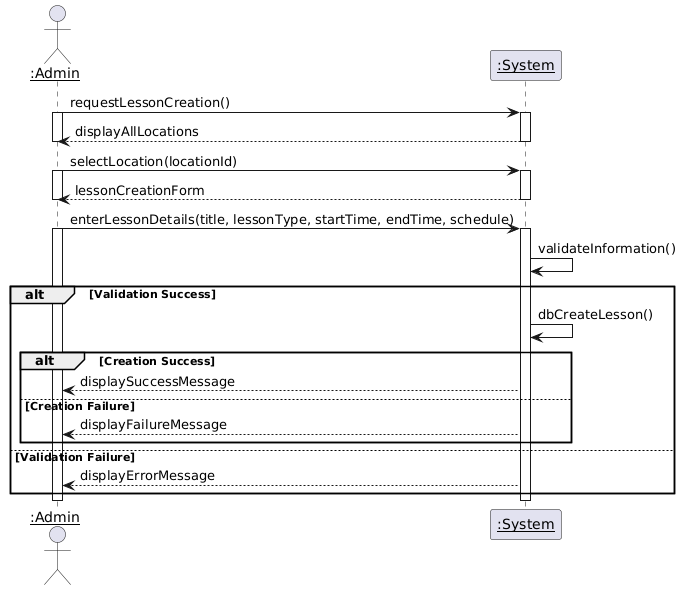 :Admin
:System
requestLessonCreation()
displayAllLocations
selectLocation(locationId)
lessonCreationForm
enterLessonDetails(title, lessonType, startTime, endTime, schedule)
validateInformation()
alt [Validation Success]
dbCreateLesson()
alt [Creation Success]
displaySuccessMessage
[Creation Failure]
displayFailureMessage
[Validation Failure]
displayErrorMessage
:Admin
:System